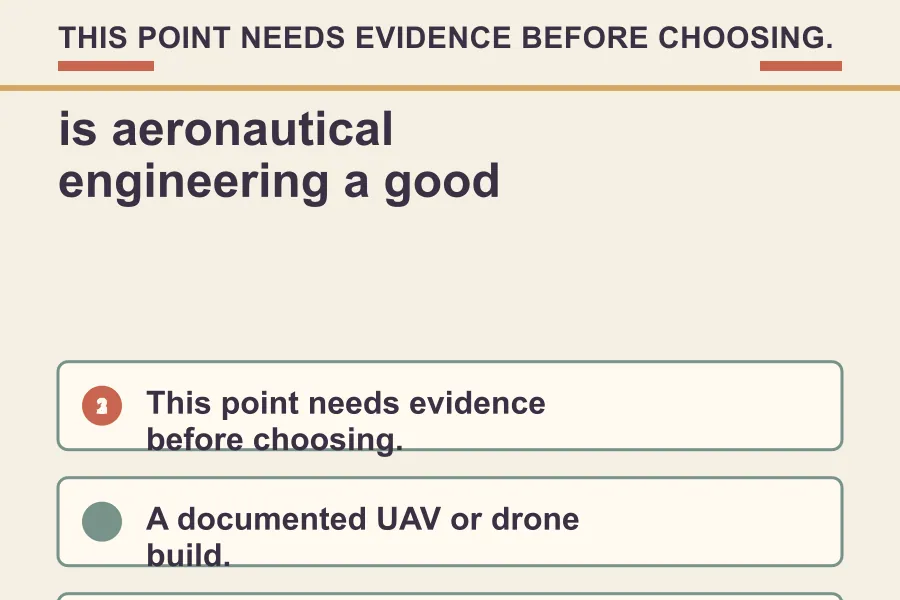 THIS POINT NEEDS EVIDENCE BEFORE CHOOSING.
is aeronautical
engineering a good
This point needs evidence
before choosing.
A documented UAV or drone
build.